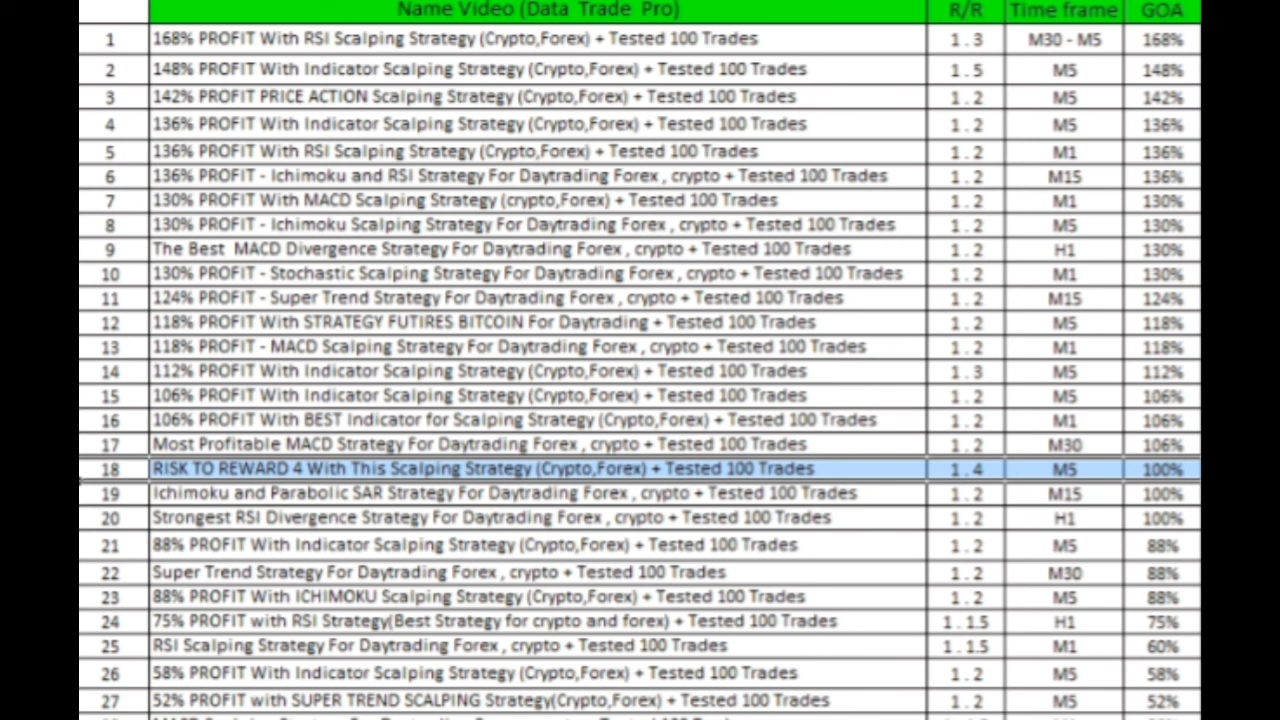 Name Video (Data Trade Pro) R/R Time frame GOA
1 168% PROFIT With RSI Scalping Strategy (Crypto,Forex) + Tested 100 Trades 1 . 3 M30 - M5 168%
2 148% PROFIT With Indicator Scalping Strategy (Crypto,Forex) + Tested 100 Trades 1 . 5 M5 148%
3 142% PROFIT PRICE ACTION Scalping Strategy (Crypto,Forex) + Tested 100 Trades 1 . 2 M5 142%
4 136% PROFIT With Indicator Scalping Strategy (Crypto,Forex) + Tested 100 Trades 1 . 2 M5 136%
5 136% PROFIT With RSI Scalping Strategy (Crypto,Forex) + Tested 100 Trades 1 . 2 M1 136%
6 136% PROFIT - Ichimoku and RSI Strategy For Daytrading Forex , crypto + Tested 100 Trades 1 . 2 M15 136%
7 130% PROFIT With MACD Scalping Strategy (crypto,Forex) + Tested 100 Trades 1 . 2 M1 130%
8 130% PROFIT - Ichimoku Scalping Strategy For Daytrading Forex , crypto + Tested 100 Trades 1 . 2 M5 130%
9 The Best MACD Divergence Strategy For Daytrading Forex , crypto + Tested 100 Trades 1 . 2 H1 130%
10 130% PROFIT - Stochastic Scalping Strategy For Daytrading Forex , crypto + Tested 100 Trades 1 . 2 M1 130%
11 124% PROFIT - Super Trend Strategy For Daytrading Forex , crypto + Tested 100 Trades 1 . 2 M15 124%
12 118% PROFIT With STRATEGY FUTIRES BITCOIN For Daytrading + Tested 100 Trades 1 . 2 M5 118%
13 118% PROFIT - MACD Scalping Strategy For Daytrading Forex , crypto + Tested 100 Trades 1 . 2 M1 118%
14 112% PROFIT With Indicator Scalping Strategy (Crypto,Forex) + Tested 100 Trades 1 . 3 M1 112%
15 106% PROFIT With Indicator Scalping Strategy (Crypto,Forex) + Tested 100 Trades 1 . 2 M5 106%
16 106% PROFIT With BEST Indicator for Scalping Strategy (Crypto,Forex) + Tested 100 Trades 1 . 2 M1 106%
17 Most Profitable MACD Strategy For Daytrading Forex , crypto + Tested 100 Trades 1 . 2 M30 106%
18 RISK TO REWARD 4 With This Scalping Strategy (Crypto,Forex) + Tested 100 Trades 1 . 4 M5 100%
19 Ichimoku and Parabolic SAR Strategy For Daytrading Forex , crypto + Tested 100 Trades 1 . 2 M15 100%
20 Strongest RSI Divergence Strategy For Daytrading Forex , crypto + Tested 100 Trades 1 . 2 H1 100%
21 88% PROFIT With Indicator Scalping Strategy (Crypto,Forex) + Tested 100 Trades 1 . 2 M5 88%
22 Super Trend Strategy For Daytrading Forex , crypto + Tested 100 Trades 1 . 2 M30 88%
23 88% PROFIT With ICHIMOKU Scalping Strategy (Crypto,Forex) + Tested 100 Trades 1 . 2 M5 88%
24 75% PROFIT with RSI Strategy(Best Strategy for crypto and forex) + Tested 100 Trades 1 . 1.5 H1 75%
25 RSI Scalping Strategy For Daytrading Forex , crypto + Tested 100 Trades 1 . 1.5 M1 60%
26 58% PROFIT With Indicator Scalping Strategy (Crypto,Forex) + Tested 100 Trades 1 . 2 M5 58%
27 52% PROFIT with SUPER TREND SCALPING Strategy(Crypto,Forex) + Tested 100 Trades 1 . 2 M5 52%